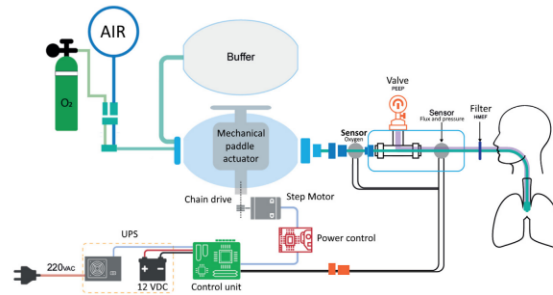 AIR
O₂
Buffer
Mechanical
paddle
actuator
Valve
PEEP
Sensor
Oxygen
Sensor
Flux and pressure
Filter
HMEF
Chain drive
Step Motor
Power control
UPS
220VAC
12 VDC
Control unit